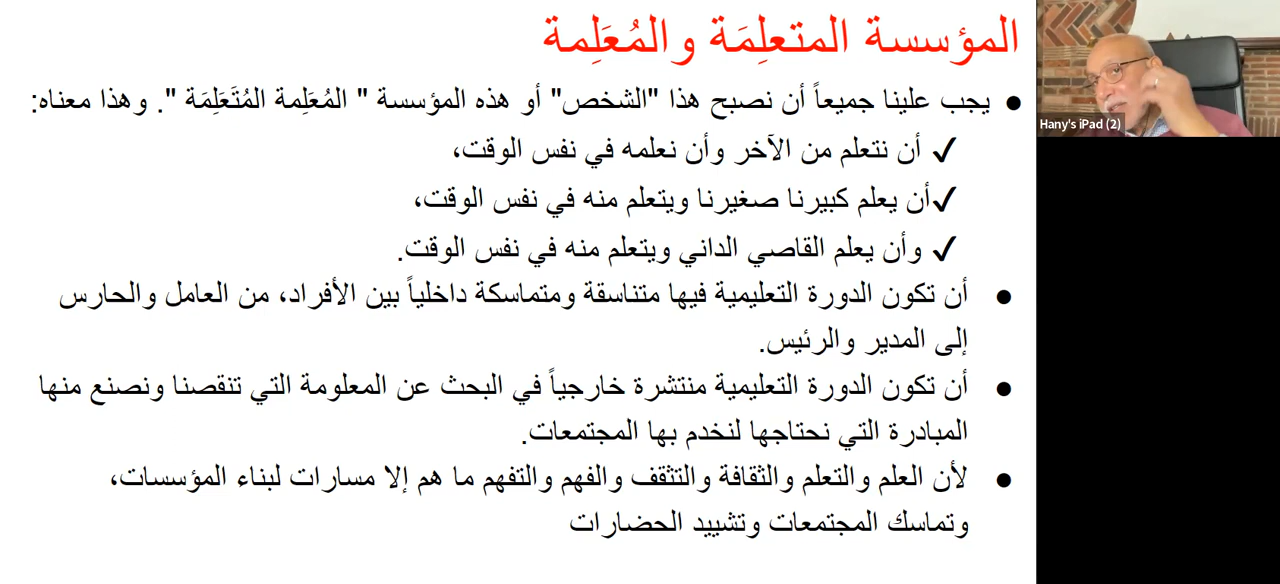 المؤسسة المتعلِمَة والمُعَلِمة
● يجب علينا جميعاً أن نصبح هذا "الشخص" أو هذه المؤسسة " المُعَلِمة المُتَعَلِمَة ". وهذا معناه:
✓ أن نتعلم من الآخر وأن نعلمه في نفس الوقت،
✓أن يعلم كبيرنا صغيرنا ويتعلم منه في نفس الوقت،
✓ وأن يعلم القاصي الداني ويتعلم منه في نفس الوقت.
● أن تكون الدورة التعليمية فيها متناسقة ومتماسكة داخلياً بين الأفراد، من العامل والحارس
إلى المدير والرئيس.
● أن تكون الدورة التعليمية منتشرة خارجياً في البحث عن المعلومة التي تنقصنا ونصنع منها
المبادرة التي نحتاجها لنخدم بها المجتمعات.
● لأن العلم والتعلم والثقافة والتثقف والفهم والتفهم ما هم إلا مسارات لبناء المؤسسات،
وتماسك المجتمعات وتشييد الحضارات
Hany's iPad (2)